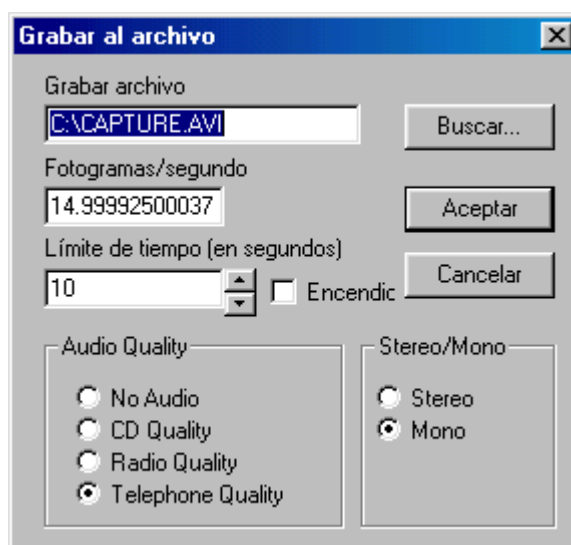 Grabar al archivo
Grabar archivo
C:\CAPTURE.AVI
Buscar...
Fotogramas/segundo
14.99992500037
Aceptar
Límite de tiempo (en segundos)
10
Encendic
Cancelar
Audio Quality
No Audio
CD Quality
Radio Quality
Telephone Quality
Stereo/Mono
Stereo
Mono